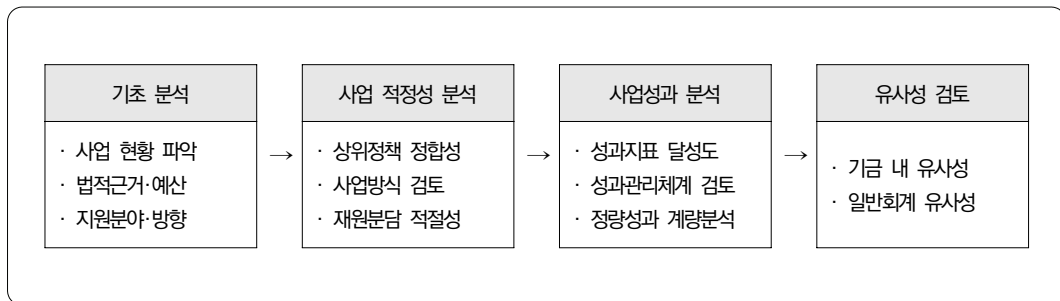 기초 분석
· 사업 현황 파악
· 법적근거·예산
· 지원분야·방향
→
사업 적정성 분석
· 상위정책 정합성
· 사업방식 검토
· 재원분담 적절성
→
사업성과 분석
· 성과지표 달성도
· 성과관리체계 검토
· 정량성과 계량분석
→
유사성 검토
· 기금 내 유사성
· 일반회계 유사성